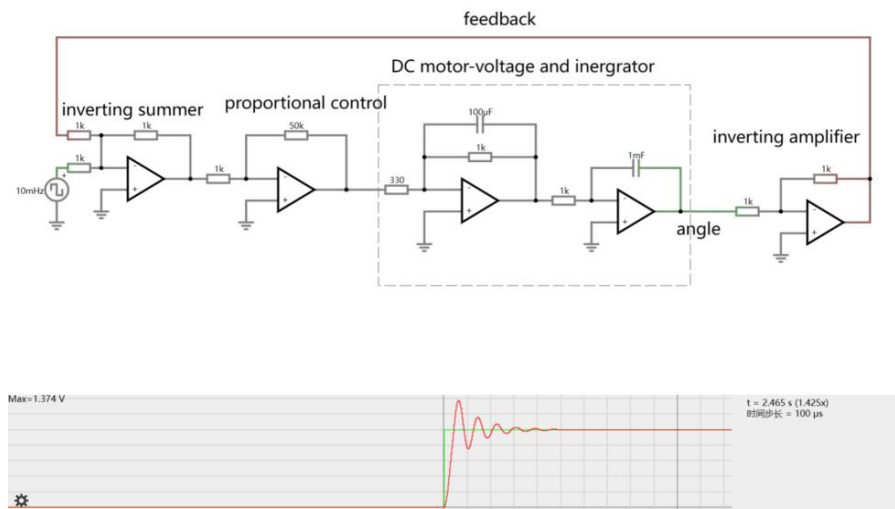 feedback
DC motor-voltage and inergrator
inverting summer
proportional control
inverting amplifier
1k
1k
1k
10mHz
+
-
+
1k
50k
-
+
330
100μF
1k
-
+
1k
1mF
-
+
angle
1k
1k
-
+
Max=1.374 V
t = 2.465 s (1.425x)
时间步长 = 100 μs